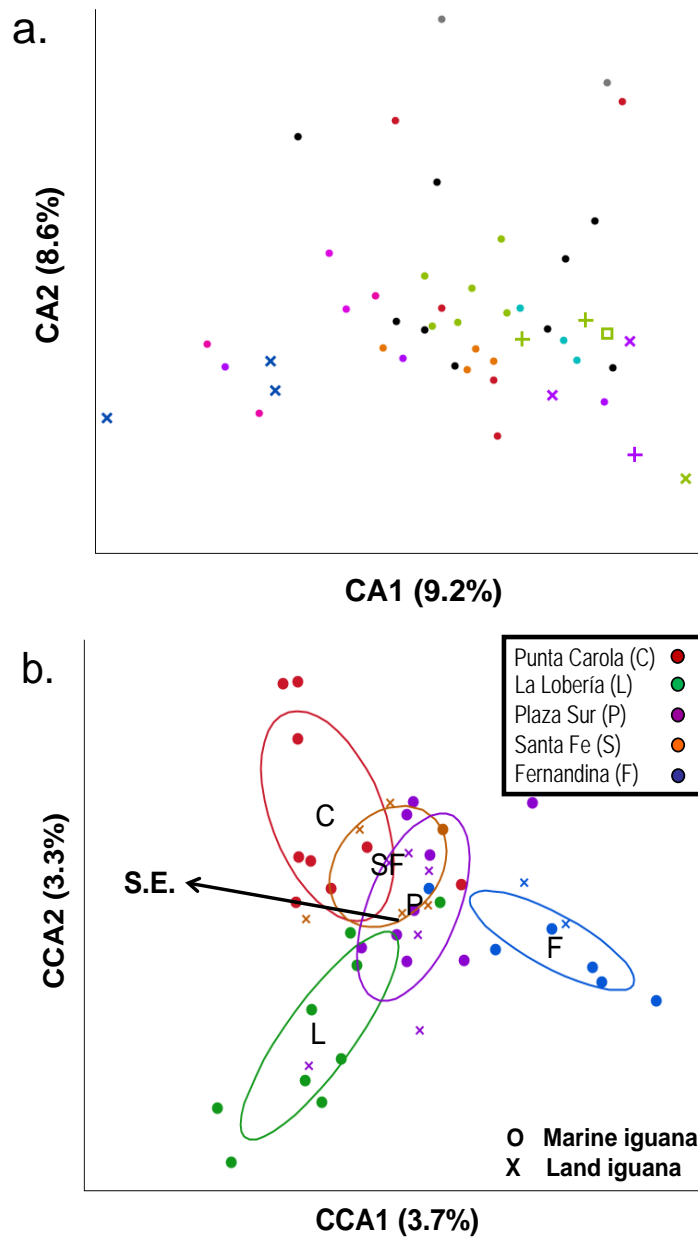 a.
CA2 (8.6%)
CA1 (9.2%)
b.
Punta Carola (C)
La Lobería (L)
Plaza Sur (P)
Santa Fe (S)
Fernandina (F)
C
SF
S.E.
P
F
L
CCA2 (3.3%)
O Marine iguana
X Land iguana
CCA1 (3.7%)